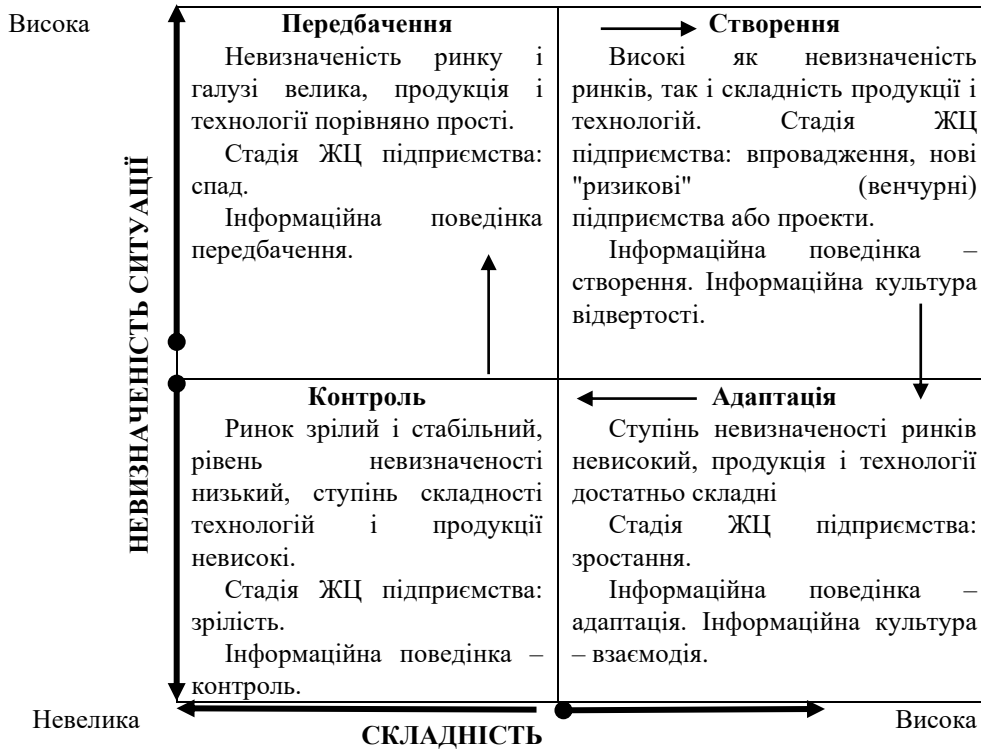 Висока
НЕВИЗНАЧЕНІСТЬ СИТУАЦІЇ
Передбачення
Невизначеність ринку і
галузі велика, продукція і
технології порівняно прості.
Стадія ЖЦ підприємства:
спад.
Інформаційна поведінка
передбачення.
Створення
Високі як невизначеність
ринків, так і складність продукції і
технологій. Стадія ЖЦ
підприємства: впровадження, нові
"ризикові" (венчурні)
підприємства або проекти.
Інформаційна поведінка –
створення. Інформаційна культура
відвертості.
Контроль
Ринок зрілий і стабільний,
рівень невизначеності
низький, ступінь складності
технологій і продукції
невисокі.
Стадія ЖЦ підприємства:
зрілість.
Інформаційна поведінка –
контроль.
Адаптація
Ступінь невизначеності ринків
невисокий, продукція і технології
достатньо складні
Стадія ЖЦ підприємства:
зростання.
Інформаційна поведінка –
адаптація. Інформаційна культура
– взаємодія.
Невелика
СКЛАДНІСТЬ
Висока